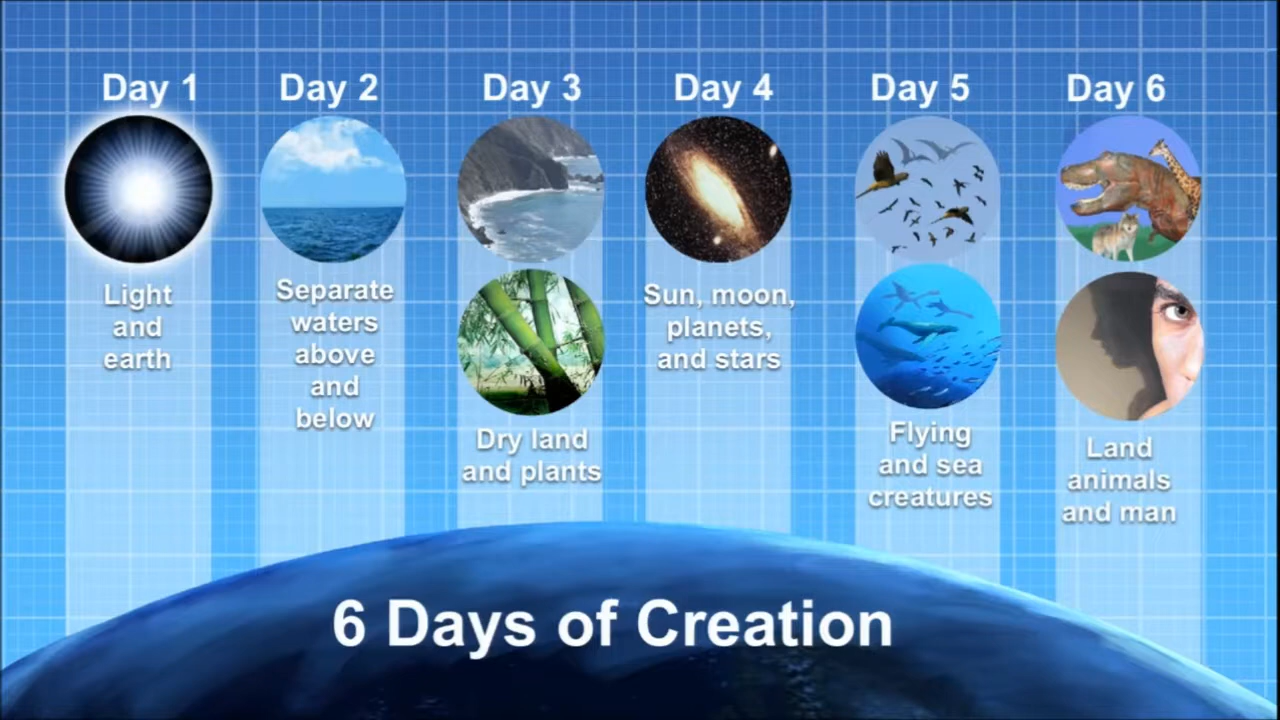 Day 1
Light
and
earth
Day 2
Separate
waters
above
and
below
Day 3
Dry land
and plants
Day 4
Sun, moon,
planets,
and stars
Day 5
Flying
and sea
creatures
Day 6
Land
animals
and man
6 Days of Creation